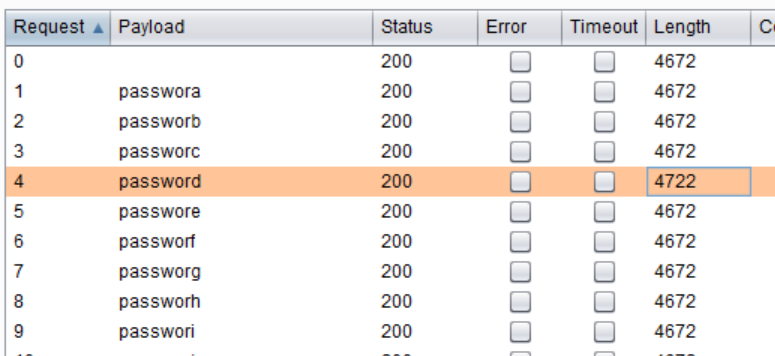 Request Payload Status Error Timeout Length
0 200 4672
1 passwora 200 4672
2 passworb 200 4672
3 passworc 200 4672
4 password 200 4722
5 passwore 200 4672
6 passworf 200 4672
7 passworg 200 4672
8 passworh 200 4672
9 passwori 200 4672